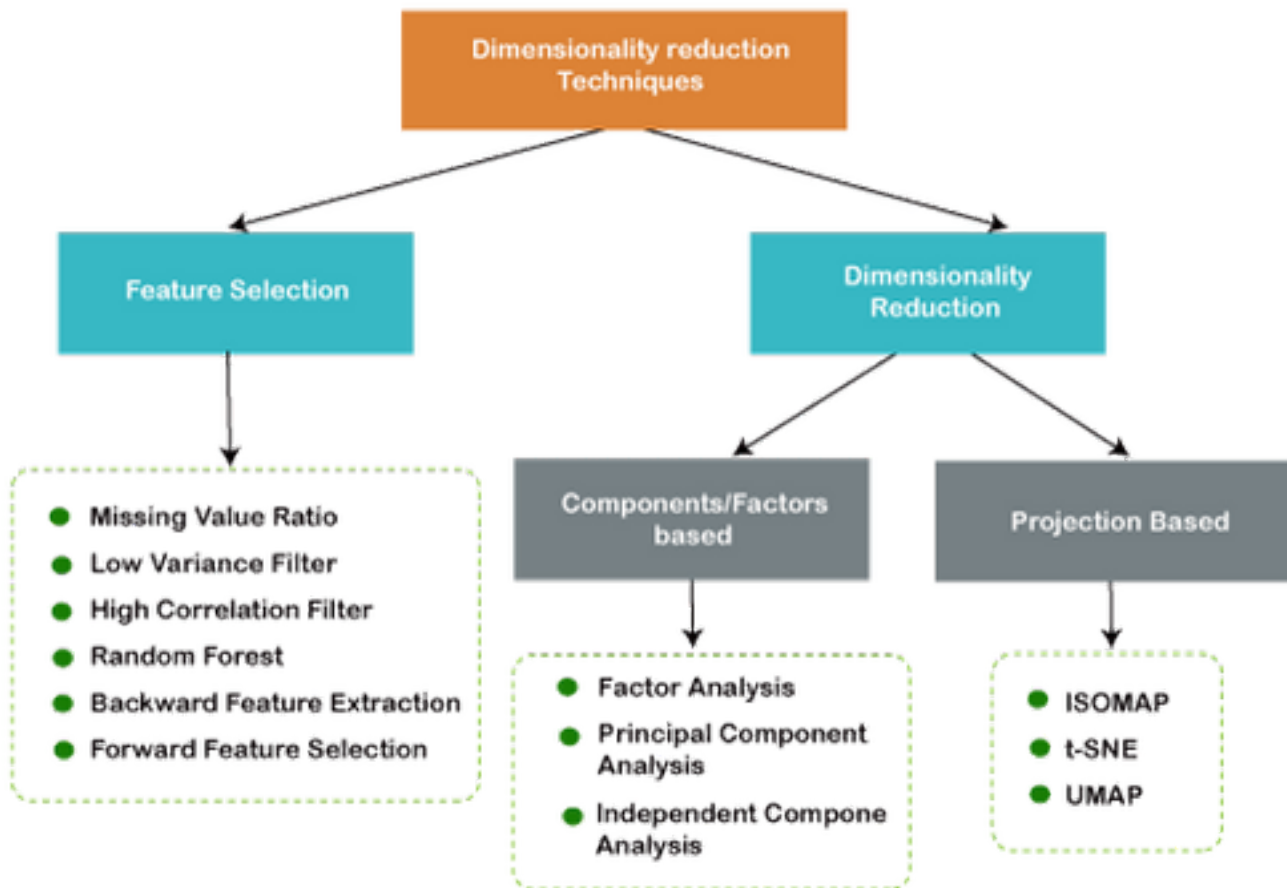 Dimensionality reduction
Techniques
Feature Selection
Dimensionality
Reduction
Missing Value Ratio
Low Variance Filter
High Correlation Filter
Random Forest
Backward Feature Extraction
Forward Feature Selection
Components/Factors
based
Projection Based
Factor Analysis
Principal Component
Analysis
Independent Compone
Analysis
ISOMAP
t-SNE
UMAP